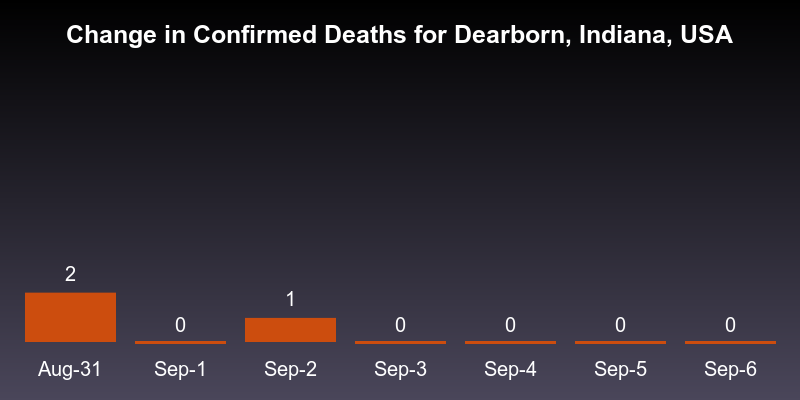 Change in Confirmed Deaths for Dearborn, Indiana, USA
2 0 1 0 0 0 0
Aug-31 Sep-1 Sep-2 Sep-3 Sep-4 Sep-5 Sep-6